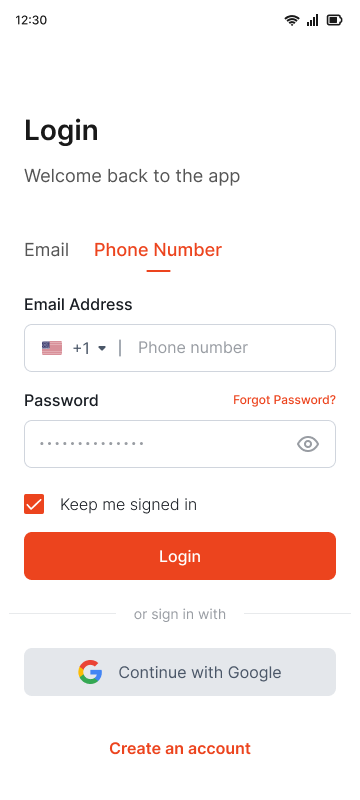 12:30
Login
Welcome back to the app
Email
Phone Number
Email Address
+1 | Phone number
Password
Forgot Password?
Keep me signed in
Login
or sign in with
Continue with Google
Create an account